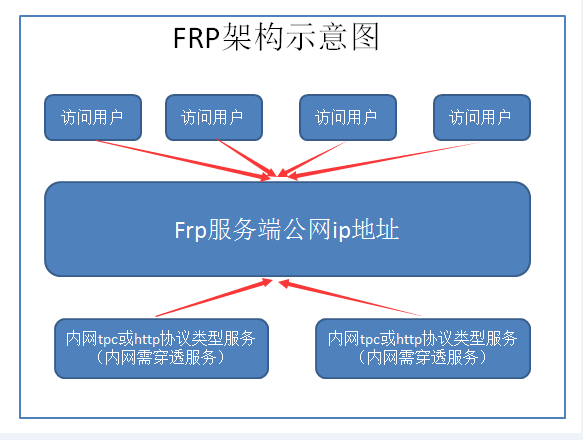 FRP架构示意图
访问用户
访问用户
访问用户
访问用户
Frp服务端公网ip地址
内网tpc或http协议类型服务
（内网需穿透服务）
内网tpc或http协议类型服务
（内网需穿透服务）